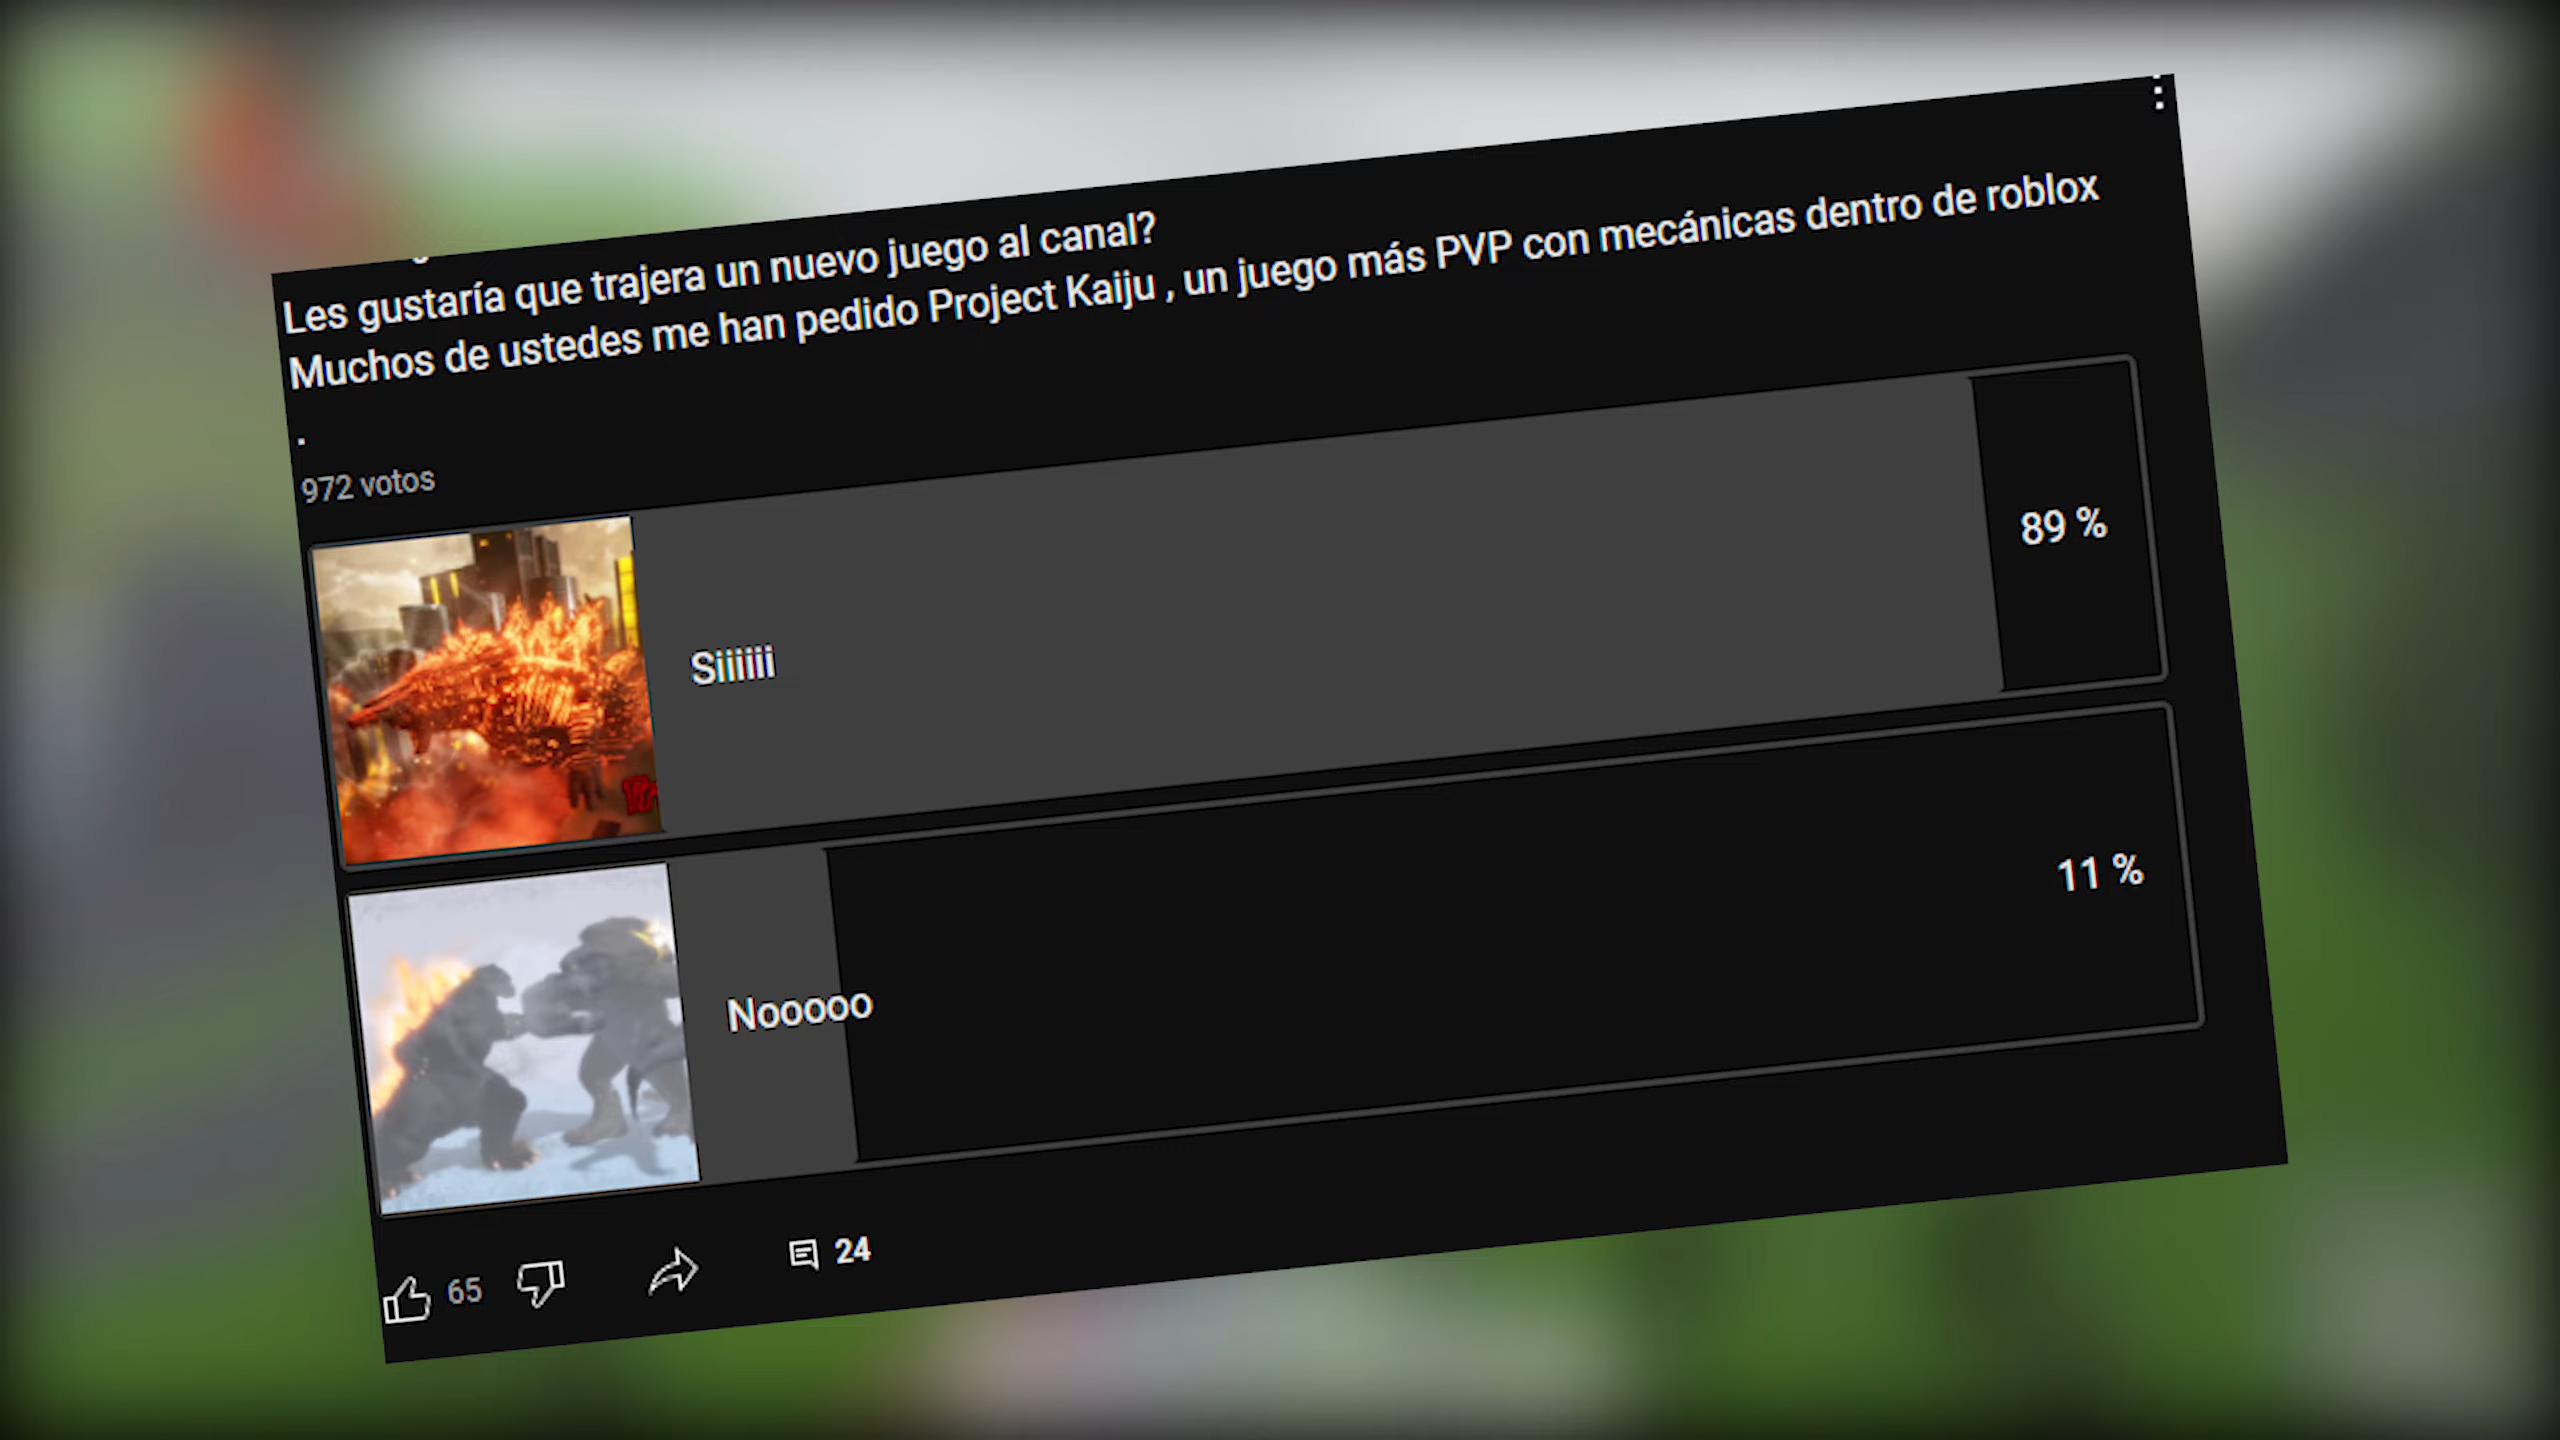 Les gustaría que trajera un nuevo juego al canal?
Muchos de ustedes me han pedido Project Kaiju , un juego más PVP con mecánicas dentro de roblox
.
972 votos
Siiiiii
89 %
Nooooo
11 %
65
24